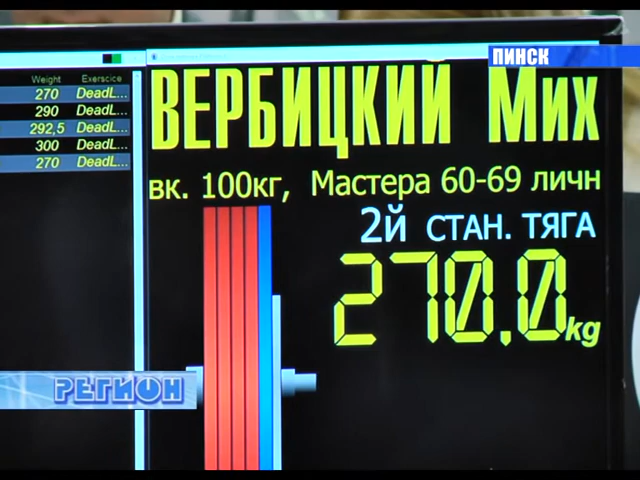 ПИНСК
Weight Exerscice
270 DeadL...
290 DeadL...
292,5 DeadL...
300 DeadL...
270 DeadL...
ВЕРБИЦКИЙ Мих
вк. 100кг, Мастера 60-69 личн
2й СТАН. ТЯГА
270.0kg
РЕГИОН